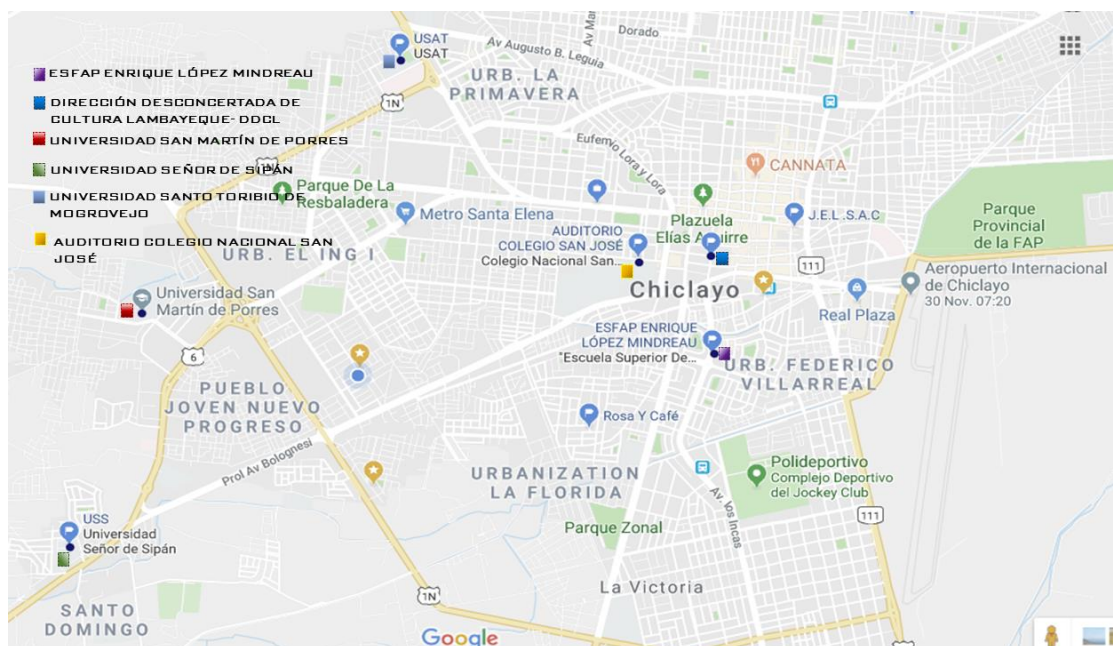 ESFAP ENRIQUE LÓPEZ MINDREAU
DIRECCIÓN DESCONCERTADA DE
CULTURA LAMBAYEQUE- DDCL
UNIVERSIDAD SAN MARTÍN DE PORRES
UNIVERSIDAD SEÑOR DE SIPÁN
UNIVERSIDAD SANTO TORIBIO DE
MOGROVEJO
AUDITORIO COLEGIO NACIONAL SAN
JOSÉ
USAT
USAT
Av Augusto B. Leguía
Dorado
URB. LA
PRIMAVERA
1N
Eufemio Lora y Lora
CANNATA
Parque De La
Resbaladera
Metro Santa Elena
Plazuela
Elías Aguirre
J.E.L .S.A.C
Parque
Provincial
de la FAP
AUDITORIO
COLEGIO SAN JOSÉ
Colegio Nacional San...
URB. EL ING I
111
Chiclayo
Aeropuerto Internacional
de Chiclayo
30 Nov. 07:20
Universidad San
Martín de Porres
Real Plaza
ESFAP ENRIQUE
LÓPEZ MINDREAU
"Escuela Superior De...
6
URB. FEDERICO
VILLARREAL
PUEBLO
JOVEN NUEVO
PROGRESO
Rosa Y Café
Prol Av Bolognesi
URBANIZATION
LA FLORIDA
Polideportivo
Complejo Deportivo
del Jockey Club
Av. los Incas
111
USS
Universidad
Señor de Sipán
Parque Zonal
La Victoria
1N
SANTO
DOMINGO
Google